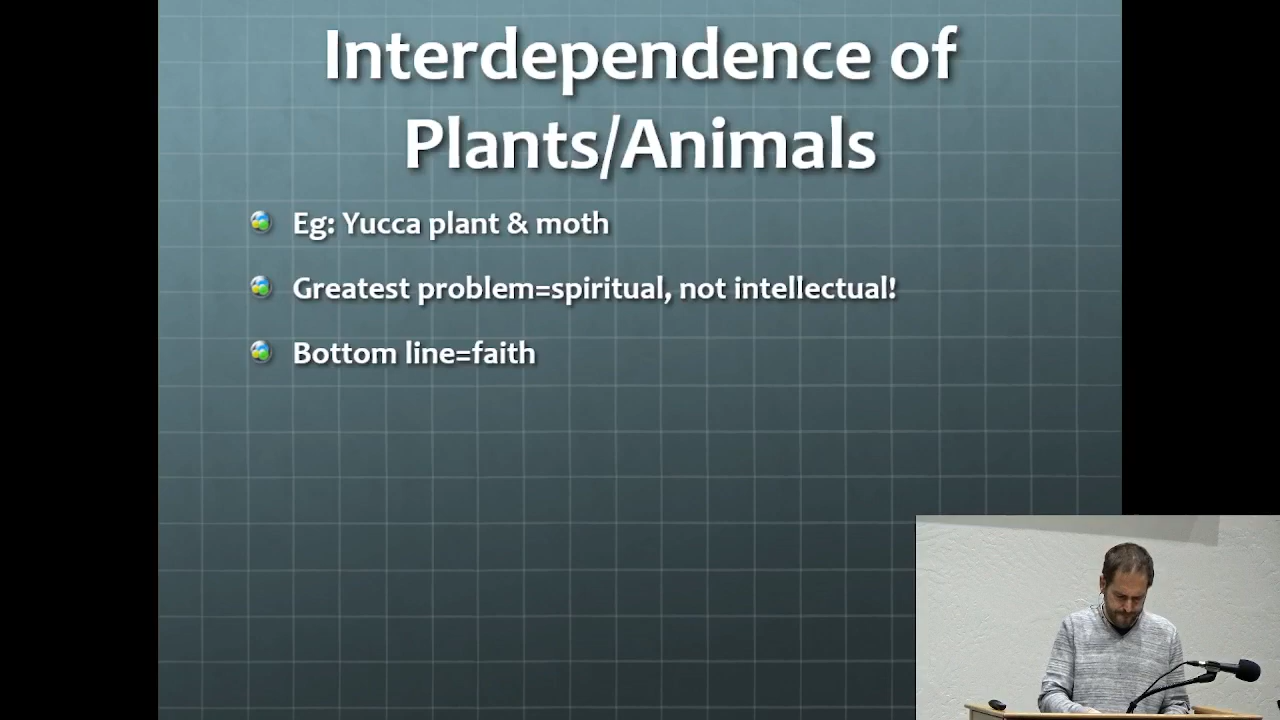 Interdependence of
Plants/Animals
Eg: Yucca plant & moth
Greatest problem=spiritual, not intellectual!
Bottom line=faith